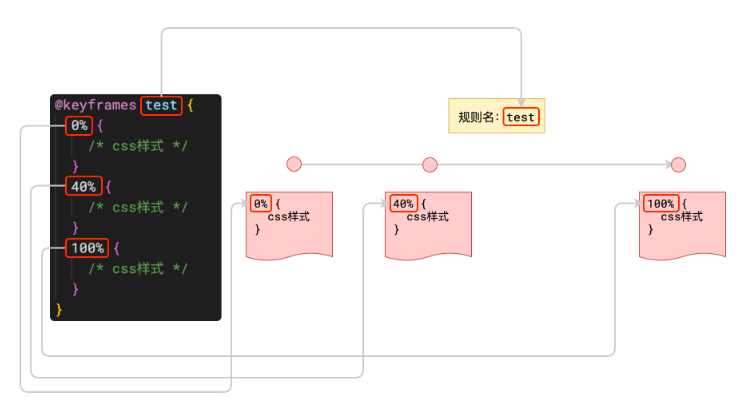 @keyframes test {
0% {
/* css样式 */
}
40% {
/* css样式 */
}
100% {
/* css样式 */
}
}
规则名：test
0% {
css样式
}
40% {
css样式
}
100% {
css样式
}